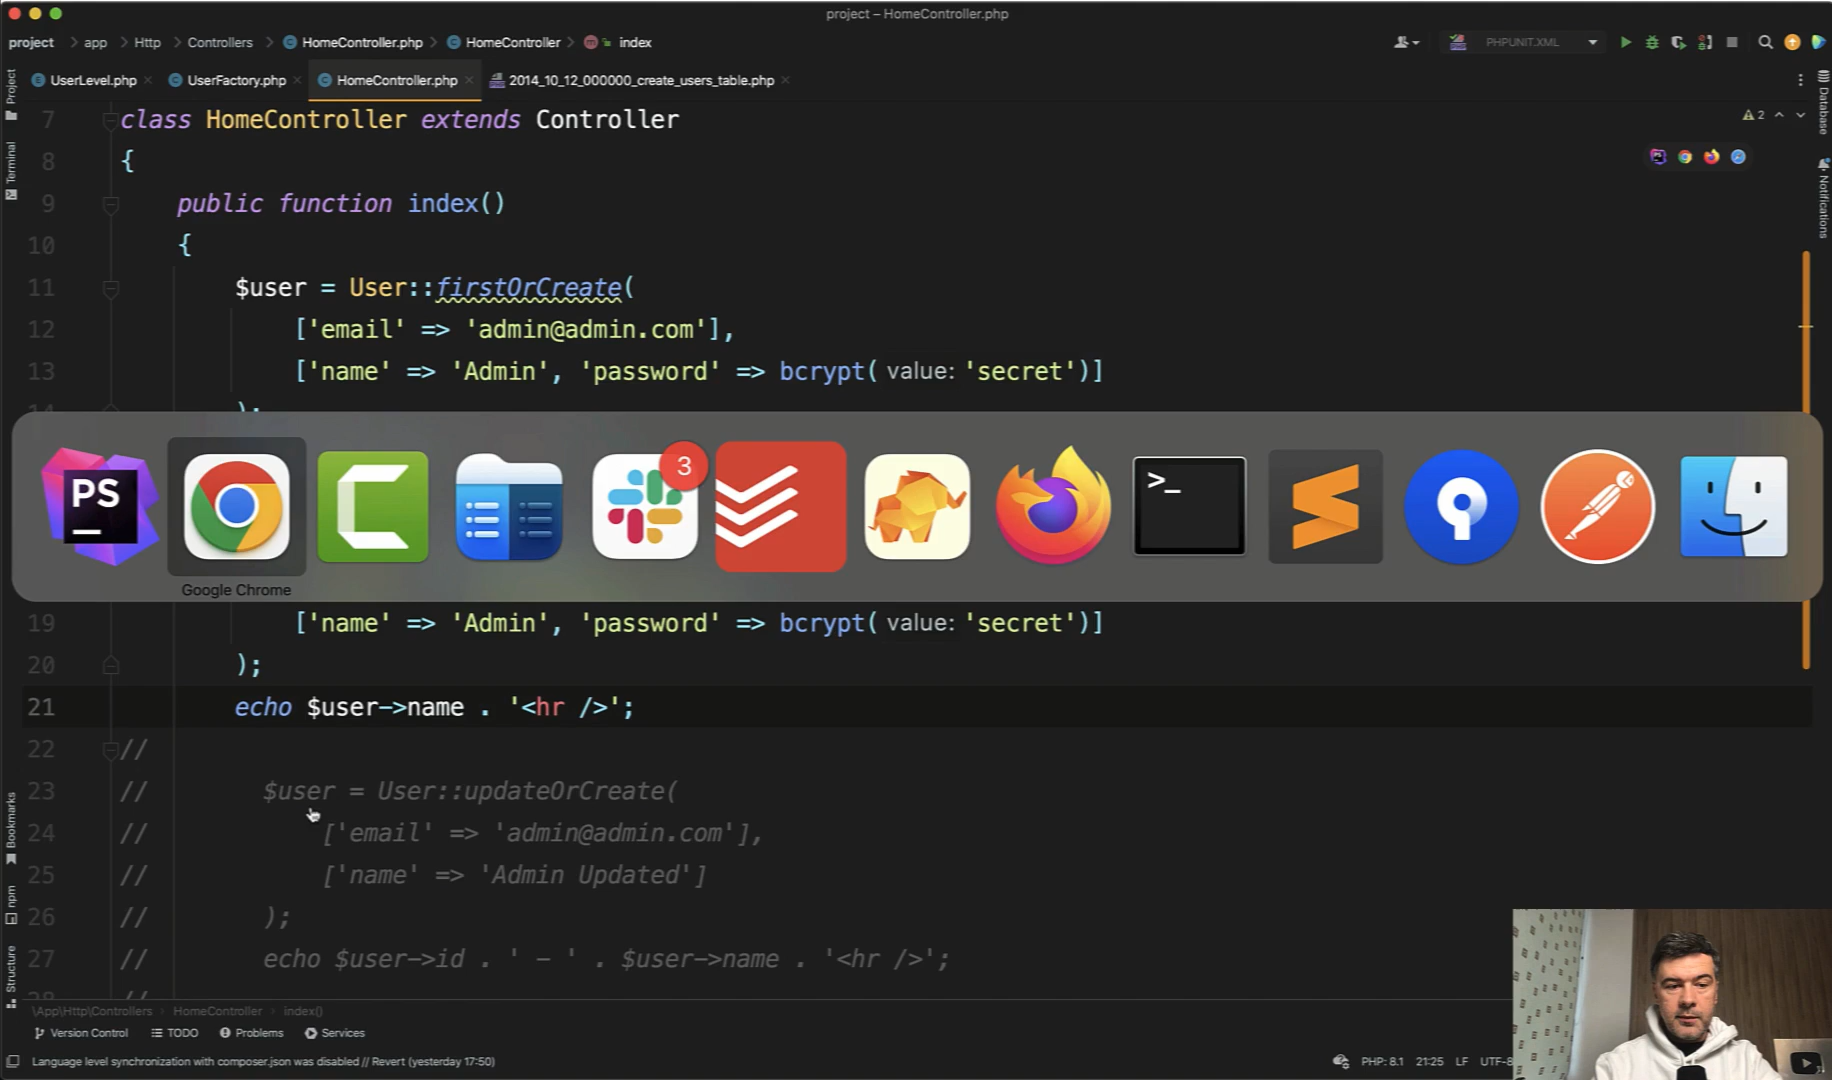 project – HomeController.php
project > app > Http > Controllers > HomeController.php > HomeController > index
PHPUNIT.XML
UserLevel.php
UserFactory.php
HomeController.php
2014_10_12_000000_create_users_table.php
Project
Terminal
Bookmarks
npm
Structure
Database
Notifications
2
7 class HomeController extends Controller
8 {
9 public function index()
10 {
11 $user = User::firstOrCreate(
12 ['email' => 'admin@admin.com'],
13 ['name' => 'Admin', 'password' => bcrypt( value: 'secret')]
);
PS
3
>_
Google Chrome
19 ['name' => 'Admin', 'password' => bcrypt( value: 'secret')]
20 );
21 echo $user->name . '<hr />';
22 //
23 // $user = User::updateOrCreate(
24 // ['email' => 'admin@admin.com'],
25 // ['name' => 'Admin Updated']
26 // );
27 // echo $user->id . ' - ' . $user->name . '<hr />';
28 //
\App\Http\Controllers > HomeController > index()
Version Control
TODO
Problems
Services
Language level synchronization with composer.json was disabled // Revert (yesterday 17:50)
PHP: 8.1 21:25 LF UTF-8